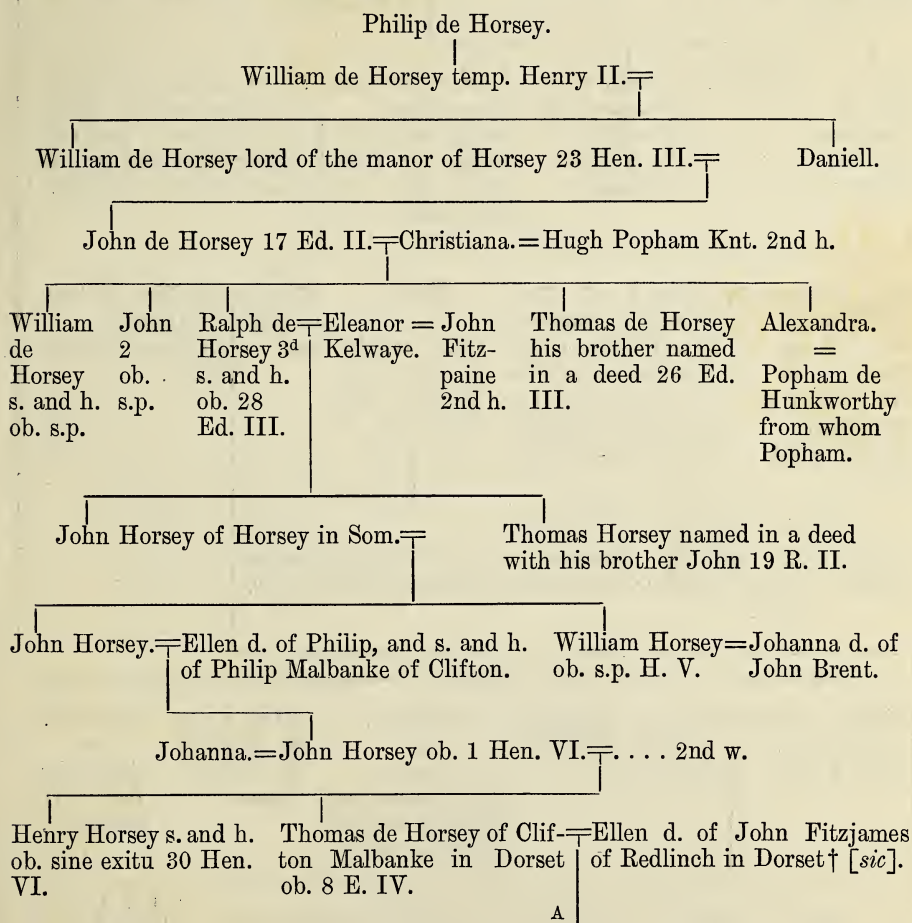 Philip de Horsey.
William de Horsey temp. Henry II.=
William de Horsey lord of the manor of Horsey 23 Hen. III.= Daniell.
John de Horsey 17 Ed. II.=Christiana.=Hugh Popham Knt. 2nd h.
William de Horsey s. and h. ob. s.p.
John 2 ob. s.p.
Ralph de Horsey 3d s. and h. ob. 28 Ed. III.
=Eleanor Kelwaye.
= John Fitz-paine 2nd h.
Thomas de Horsey his brother named in a deed 26 Ed. III.
Alexandra. = Popham de Hunkworthy from whom Popham.
John Horsey of Horsey in Som.=
Thomas Horsey named in a deed
with his brother John 19 R. II.
John Horsey.=Ellen d. of Philip, and s. and h.
of Philip Malbanke of Clifton.
William Horsey=Johanna d. of
ob. s.p. H. V. John Brent.
Johanna.=John Horsey ob. 1 Hen. VI.=. . . . 2nd w.
Henry Horsey s. and h.
ob. sine exitu 30 Hen.
VI.
Thomas de Horsey of Clif-
ton Malbanke in Dorset
ob. 8 E. IV.
=Ellen d. of John Fitzjames
of Redlinch in Dorset† [sic].
A